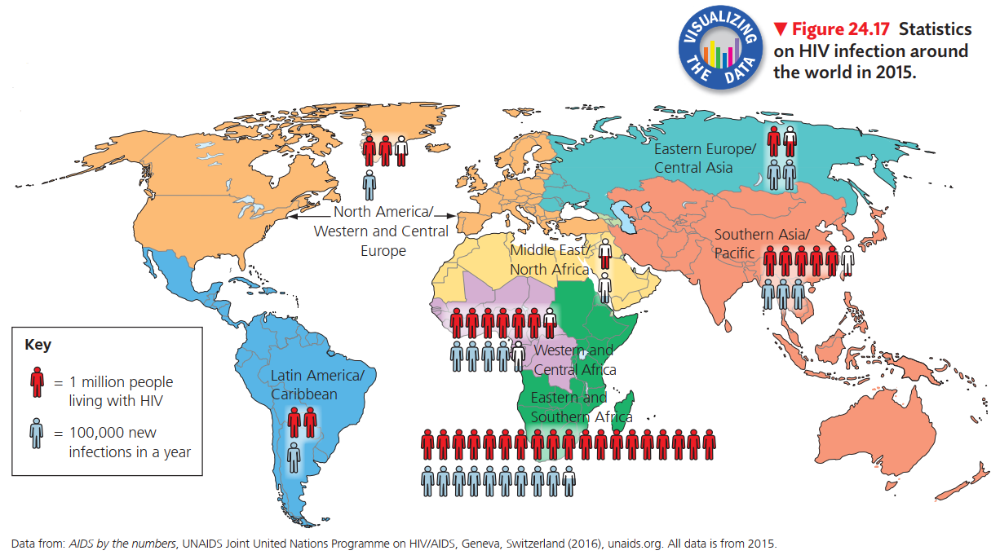 VISUALIZING
THE DATA
▼ Figure 24.17 Statistics
on HIV infection around
the world in 2015.
Eastern Europe/
Central Asia
North America/
Western and Central
Europe
Southern Asia/
Pacific
Middle East/
North Africa
Western and
Central Africa
Latin America/
Caribbean
Eastern and
Southern Africa
Key
= 1 million people
living with HIV
= 100,000 new
infections in a year
Data from: AIDS by the numbers, UNAIDS Joint United Nations Programme on HIV/AIDS, Geneva, Switzerland (2016), unaids.org. All data is from 2015.